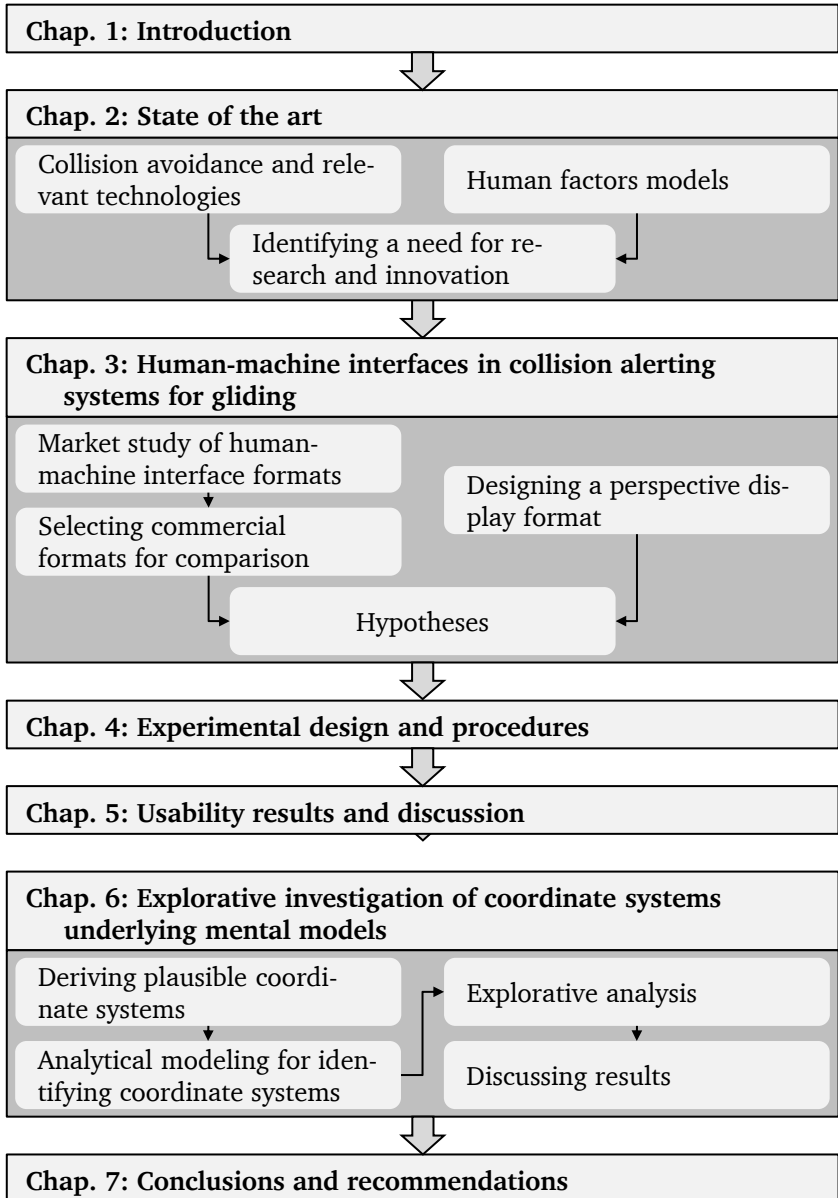 Chap. 1: Introduction
Chap. 2: State of the art
Collision avoidance and rele-
vant technologies
Human factors models
Identifying a need for re-
search and innovation
Chap. 3: Human-machine interfaces in collision alerting
systems for gliding
Market study of human-
machine interface formats
Selecting commercial
formats for comparison
Designing a perspective dis-
play format
Hypotheses
Chap. 4: Experimental design and procedures
Chap. 5: Usability results and discussion
Chap. 6: Explorative investigation of coordinate systems
underlying mental models
Deriving plausible coordi-
nate systems
Analytical modeling for iden-
tifying coordinate systems
Explorative analysis
Discussing results
Chap. 7: Conclusions and recommendations